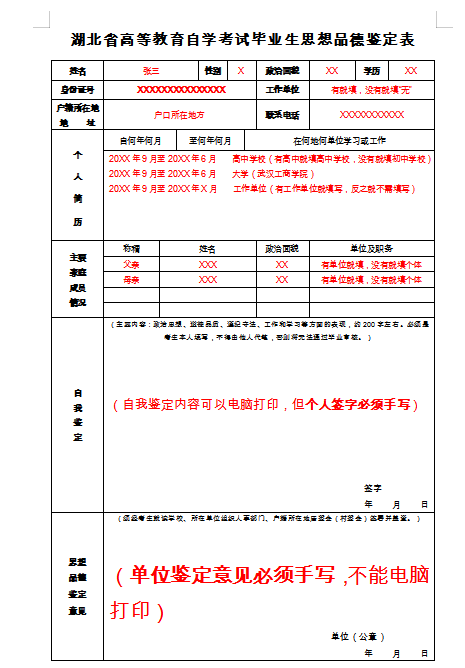 湖北省高等教育自学考试毕业生思想品德鉴定表
姓名 张三 性别 X 政治面貌 XX 学历 XX
身份证号 XXXXXXXXXXXXXXX 工作单位 有就填，没有就填“无”
户籍所在地 地 址 户口所在地方 联系电话 XXXXXXXXXXXX
个人简历
自何年何月 至何年何月 在何地何单位学习或工作
20XX 年 9 月至 20XX 年 6 月 高中学校（有高中就填高中学校，没有就填初中学校）
20XX 年 9 月至 20XX 年 6 月 大学（武汉工商学院）
20XX 年 9 月至 20XX 年 X 月 工作单位（有工作单位就填写，反之就不需填写）
主要家庭成员情况
称谓 姓名 政治面貌 单位及职务
父亲 XXX XX 有单位就填，没有就填个体
母亲 XXX XX 有单位就填，没有就填个体
自我鉴定
（主要内容：政治思想、道德品质、遵纪守法、工作和学习等方面的表现，约 200 字左右。必须是
考生本人填写，不得由他人代笔，否则将无法通过毕业审核。）
（自我鉴定内容可以电脑打印，但个人签字必须手写）
签字
年 月 日
思想品德鉴定意见
（须经考生就读学校、所在单位组织人事部门、户籍所在地居委会（村委会）签署并盖章。）
（单位鉴定意见必须手写，不能电脑
打印）
单位（公章）
年 月 日